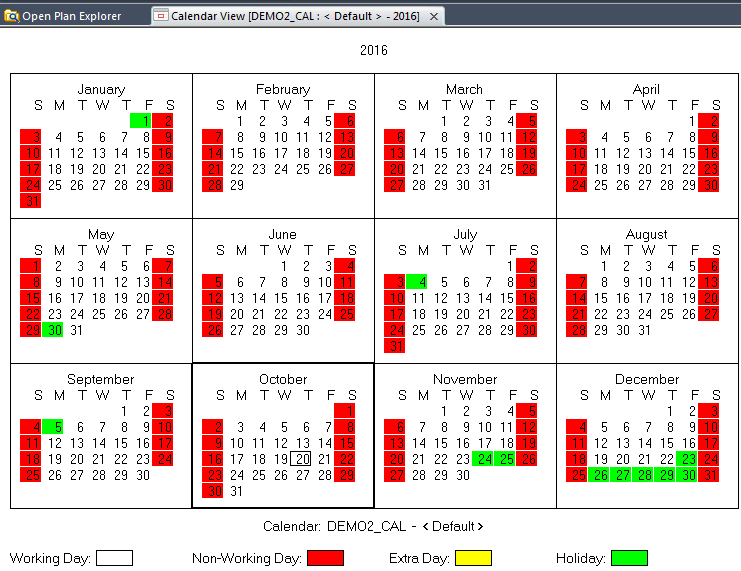 Open Plan Explorer Calendar View [DEMO2_CAL : < Default > - 2016]
2016
January February March April
S M T W T F S S M T W T F S S M T W T F S S M T W T F S
1 2 1 2 3 4 5 6 1 2 3 4 5 1 2
3 4 5 6 7 8 9 7 8 9 10 11 12 13 6 7 8 9 10 11 12 3 4 5 6 7 8 9
10 11 12 13 14 15 16 14 15 16 17 18 19 20 13 14 15 16 17 18 19 10 11 12 13 14 15 16
17 18 19 20 21 22 23 21 22 23 24 25 26 27 20 21 22 23 24 25 26 17 18 19 20 21 22 23
24 25 26 27 28 29 30 28 29 27 28 29 30 31 24 25 26 27 28 29 30
31
May June July August
S M T W T F S S M T W T F S S M T W T F S S M T W T F S
1 2 3 4 5 6 7 1 2 3 4 1 2 1 2 3 4 5 6
8 9 10 11 12 13 14 5 6 7 8 9 10 11 3 4 5 6 7 8 9 7 8 9 10 11 12 13
15 16 17 18 19 20 21 12 13 14 15 16 17 18 10 11 12 13 14 15 16 14 15 16 17 18 19 20
22 23 24 25 26 27 28 19 20 21 22 23 24 25 17 18 19 20 21 22 23 21 22 23 24 25 26 27
29 30 31 26 27 28 29 30 24 25 26 27 28 29 30 28 29 30 31
31
September October November December
S M T W T F S S M T W T F S S M T W T F S S M T W T F S
1 2 3 1 1 2 3 4 5 1 2 3
4 5 6 7 8 9 10 2 3 4 5 6 7 8 6 7 8 9 10 11 12 4 5 6 7 8 9 10
11 12 13 14 15 16 17 9 10 11 12 13 14 15 13 14 15 16 17 18 19 11 12 13 14 15 16 17
18 19 20 21 22 23 24 16 17 18 19 20 21 22 20 21 22 23 24 25 26 18 19 20 21 22 23 24
25 26 27 28 29 30 23 24 25 26 27 28 29 27 28 29 30 25 26 27 28 29 30 31
30 31
Calendar: DEMO2_CAL - < Default >
Working Day: Non-Working Day: Extra Day: Holiday: